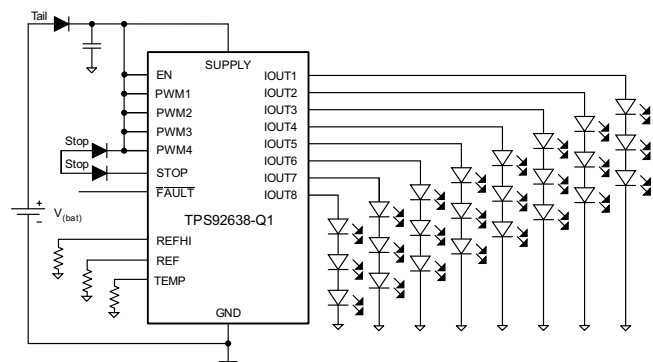 Tail
SUPPLY
EN
PWM1
PWM2
PWM3
PWM4
STOP
FAULT
Stop
Stop
+
V(bat)
−
TPS92638-Q1
REFHI
REF
TEMP
GND
IOUT1
IOUT2
IOUT3
IOUT4
IOUT5
IOUT6
IOUT7
IOUT8